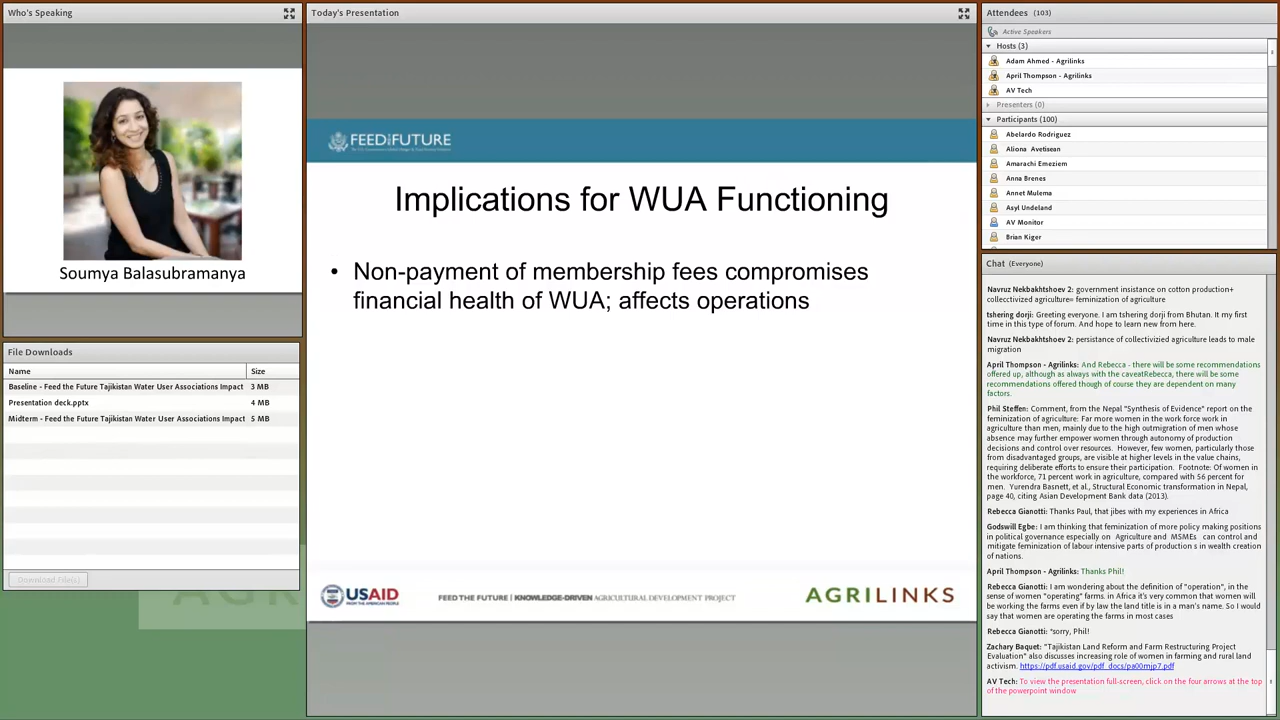 Who's Speaking
Soumya Balasubramanya
File Downloads
Name Size
Baseline - Feed the Future Tajikistan Water User Associations Impact 3 MB
Presentation deck.pptx 4 MB
Midterm - Feed the Future Tajikistan Water User Associations Impact 5 MB
Download File(s)
Today's Presentation
FEED THE FUTURE
Implications for WUA Functioning
• Non-payment of membership fees compromises
financial health of WUA; affects operations
USAID
FROM THE AMERICAN PEOPLE
FEED THE FUTURE | KNOWLEDGE-DRIVEN AGRICULTURAL DEVELOPMENT PROJECT
AGRILINKS
Attendees (103)
Active Speakers
Hosts (3)
Adam Ahmed - Agrilinks
April Thompson - Agrilinks
AV Tech
Presenters (0)
Participants (100)
Abelardo Rodriguez
Aliona Avetisean
Amarachi Emeziem
Anna Brenes
Annet Mulema
Asyl Undeland
AV Monitor
Brian Kiger
Chat (Everyone)
Navruz Nekbakhtshoev 2: government insistance on cotton production+
collecctivized agriculture= feminization of agriculture
tshering dorji: Greeting everyone. I am tshering dorji from Bhutan. It my first
time in this type of forum. And hope to learn new from here.
Navruz Nekbakhtshoev 2: persistance of collectivizied agriculture leads to male
migration
April Thompson - Agrilinks: And Rebecca - there will be some recommendations
offered up, although as always with the caveatRebecca, there will be some
recommendations offered though of course they are dependent on many
factors.
Phil Steffen: Comment, from the Nepal "Synthesis of Evidence" report on the
feminization of agriculture: Far more women in the work force work in
agriculture than men, mainly due to the high outmigration of men whose
absence may further empower women through autonomy of production
decisions and control over resources. However, few women, particularly those
from disadvantaged groups, are visible at higher levels in the value chains,
requiring deliberate efforts to ensure their participation. Footnote: Of women in
the workforce, 71 percent work in agriculture, compared with 56 percent for
men. Yurendra Basnett, et al., Structural Economic transformation in Nepal,
page 40, citing Asian Development Bank data (2013).
Rebecca Gianotti: Thanks Paul, that jibes with my experiences in Africa
Godswill Egbe: I am thinking that feminization of more policy making positions
in political governance especially on Agriculture and MSMEs can control and
mitigate feminization of labour intensive parts of production s in wealth creation
of nations.
April Thompson - Agrilinks: Thanks Phil!
Rebecca Gianotti: I am wondering about the definition of "operation", in the
sense of women "operating" farms. in Africa it's very common that women will
be working the farms even if by law the land title is in a man's name. So I would
say that women are operating the farms in most cases
Rebecca Gianotti: *sorry, Phil!
Zachary Baquet: "Tajikistan Land Reform and Farm Restructuring Project
Evaluation" also discusses increasing role of women in farming and rural land
activism. https://pdf.usaid.gov/pdf_docs/pa00mjp7.pdf
AV Tech: To view the presentation full-screen, click on the four arrows at the top
of the powerpoint window